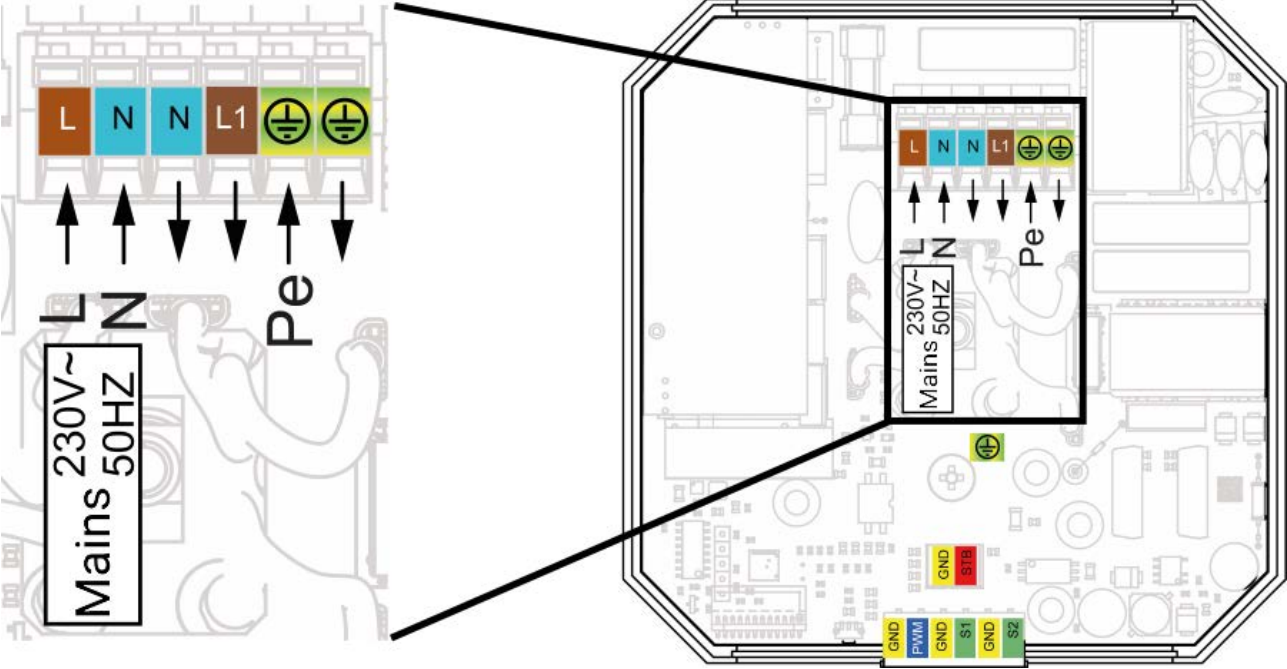 L N N L1
L
N
Pe
Mains 230V~
50HZ
L N N L1
L
N
Pe
Mains 230V~
50HZ
GND STB
GND PWM GND S1 GND S2